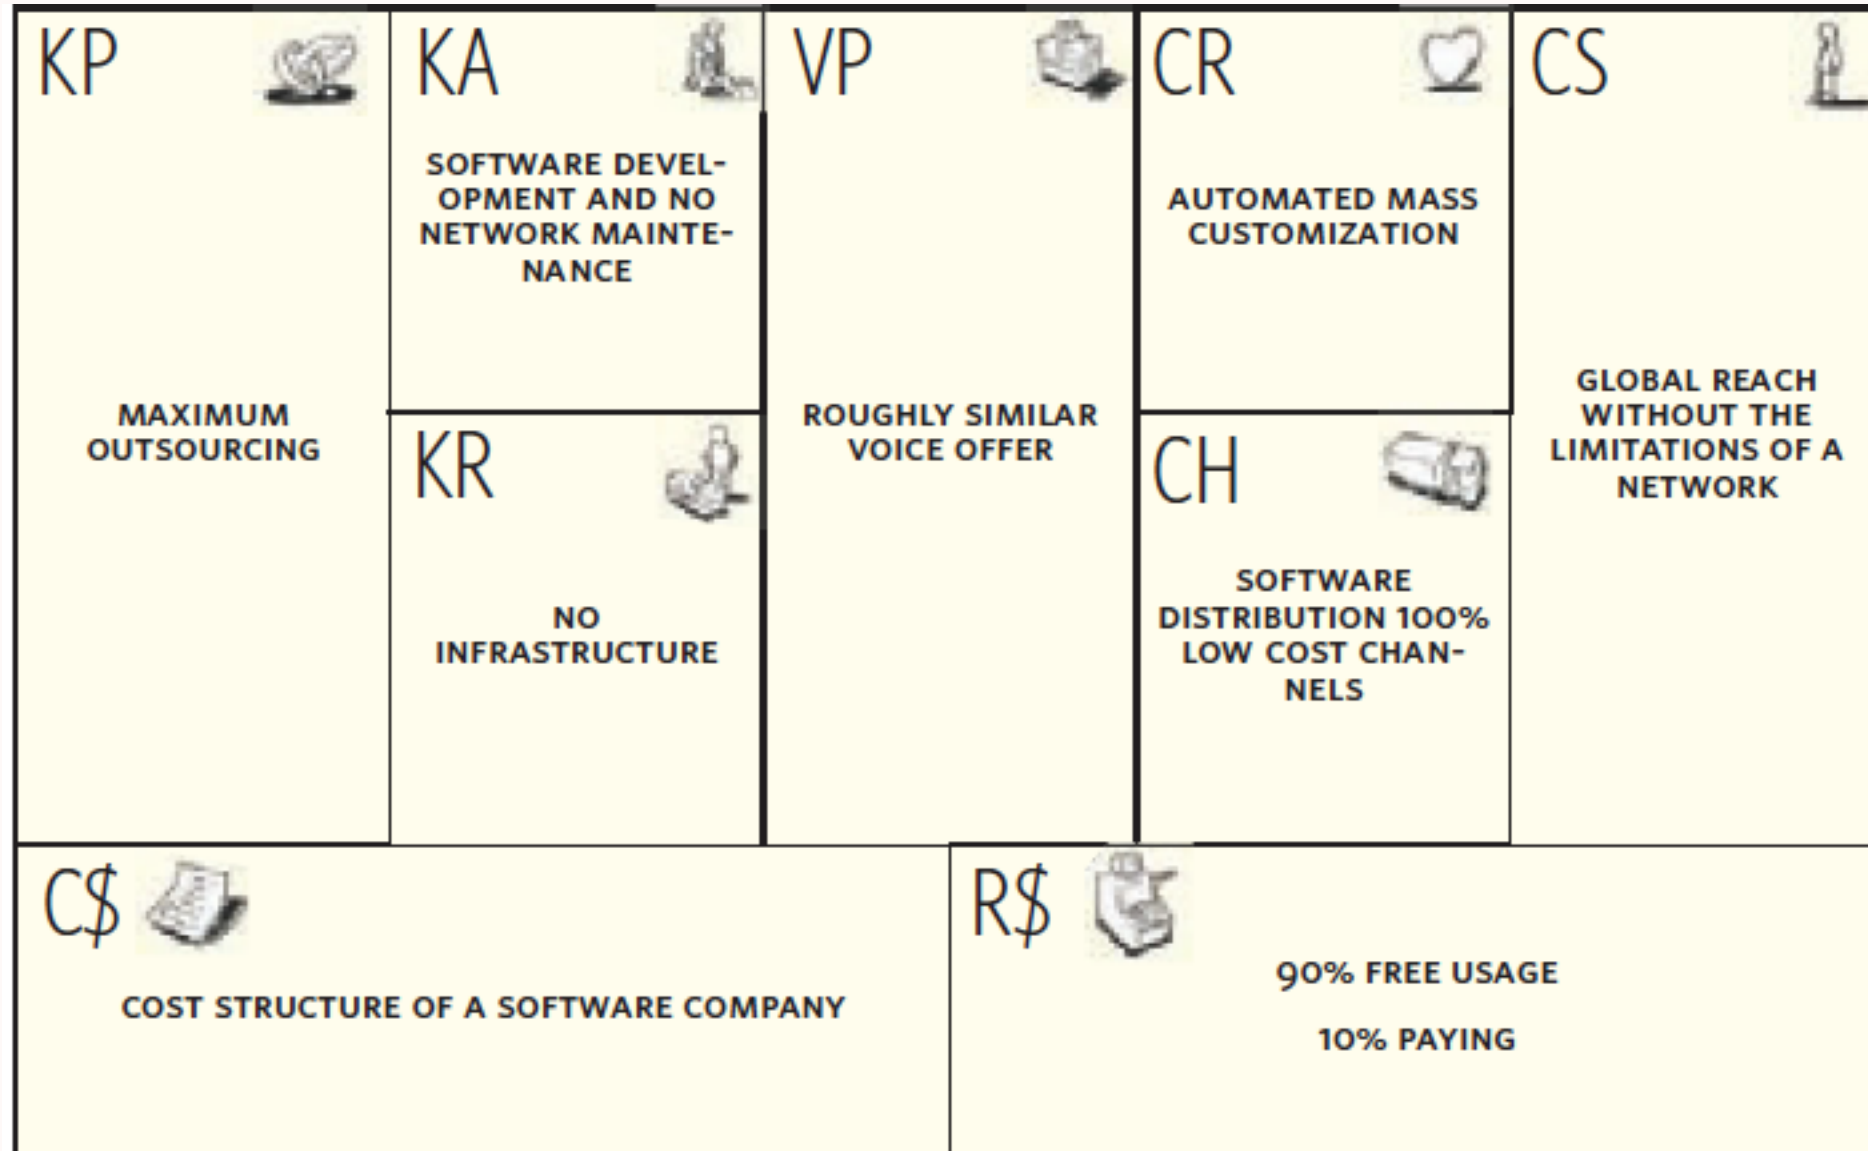 KP
MAXIMUM
OUTSOURCING
KA
SOFTWARE DEVEL-
OPMENT AND NO
NETWORK MAINTE-
NANCE
KR
NO
INFRASTRUCTURE
VP
ROUGHLY SIMILAR
VOICE OFFER
CR
AUTOMATED MASS
CUSTOMIZATION
CH
SOFTWARE
DISTRIBUTION 100%
LOW COST CHAN-
NELS
CS
GLOBAL REACH
WITHOUT THE
LIMITATIONS OF A
NETWORK
C$
COST STRUCTURE OF A SOFTWARE COMPANY
R$
90% FREE USAGE
10% PAYING